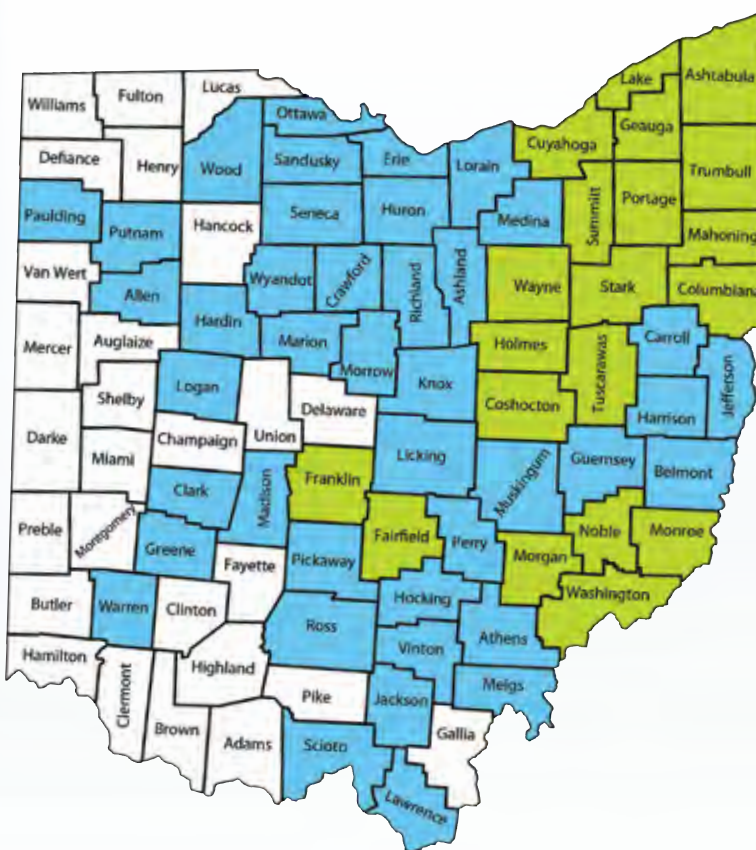 Williams
Fulton
Lucas
Ottawa
Lake
Ashtabula
Geauga
Cuyahoga
Defiance
Henry
Wood
Sandusky
Erie
Lorain
Trumbull
Summitt
Portage
Paulding
Putnam
Hancock
Seneca
Huron
Medina
Mahoning
Van Wert
Allen
Wyandot
Crawford
Richland
Ashland
Wayne
Stark
Columbiana
Mercer
Auglaize
Hardin
Marion
Morrow
Holmes
Tuscarawas
Carroll
Jefferson
Shelby
Logan
Union
Delaware
Knox
Coshocton
Harrison
Darke
Miami
Champaign
Licking
Muskingum
Guernsey
Belmont
Clark
Madison
Franklin
Preble
Montgomery
Greene
Fayette
Pickaway
Fairfield
Perry
Morgan
Noble
Monroe
Washington
Butler
Warren
Clinton
Ross
Hocking
Athens
Hamilton
Clermont
Highland
Vinton
Meigs
Brown
Adams
Pike
Jackson
Scioto
Gallia
Lawrence